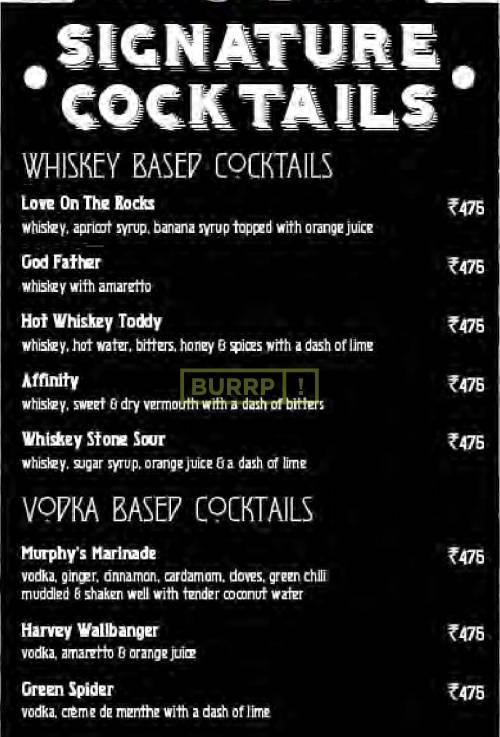 SIGNATURE
COCKTAILS
WHISKEY BASED COCKTAILS
Love On The Rocks ₹475
whiskey, apricot syrup, banana syrup topped with orange juice
God Father ₹475
whiskey with amaretto
Hot Whiskey Toddy ₹475
whiskey, hot water, bitters, honey & spices with a dash of lime
Affinity ₹475
BURRP !
whiskey, sweet & dry vermouth with a dash of bitters
Whiskey Stone Sour ₹475
whiskey, sugar syrup, orange juice & a dash of lime
VODKA BASED COCKTAILS
Murphy's Marinade ₹475
vodka, ginger, cinnamon, cardamom, cloves, green chili
muddled & shaken well with tender coconut water
Harvey Wallbanger ₹475
vodka, amaretto & orange juice
Green Spider ₹475
vodka, crème de menthe with a dash of lime